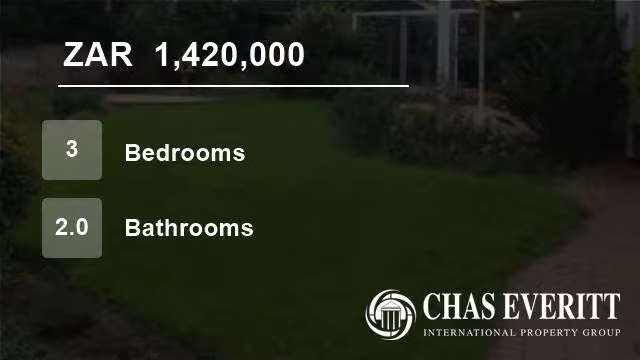 ZAR 1,420,000
3
Bedrooms
2.0
Bathrooms
CHAS EVERITT
INTERNATIONAL PROPERTY GROUP